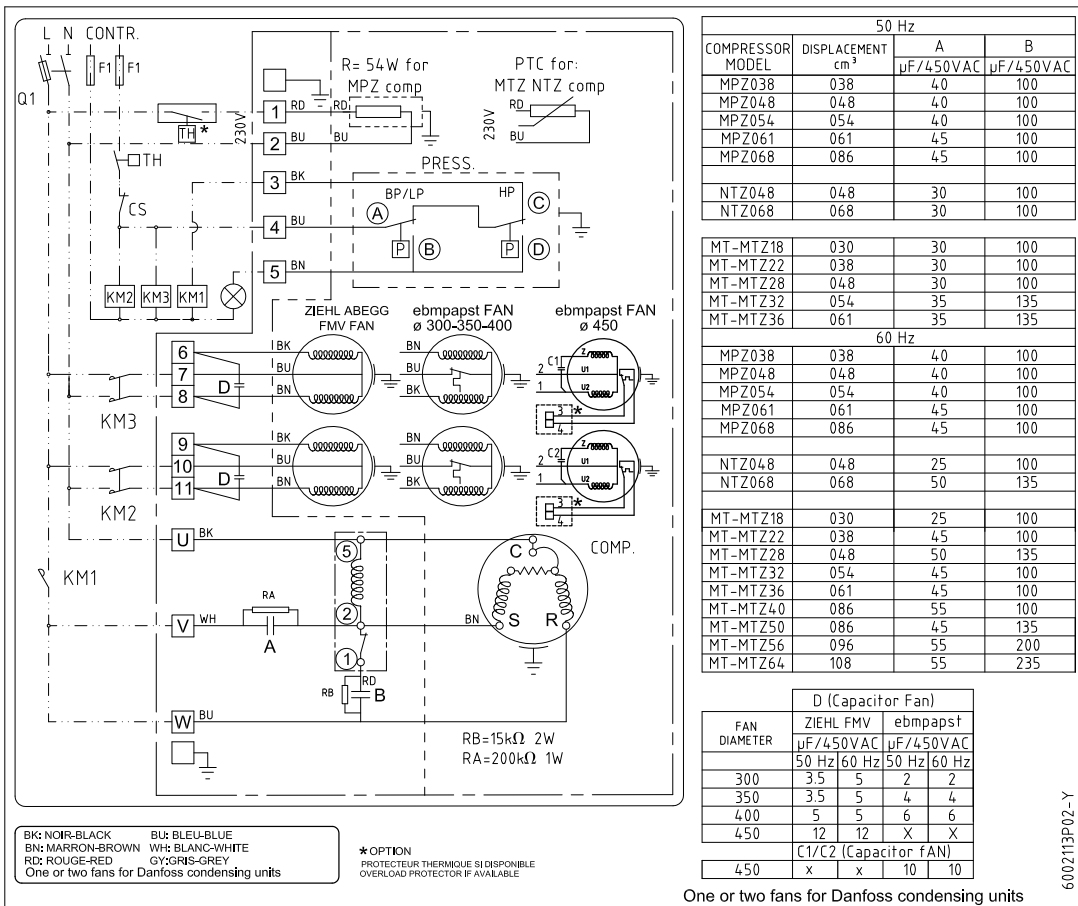 L N CONTR.
F1 F1
Q1
230V
TH *
TH
CS
KM2 KM3 KM1
1 RD RD
2 BU BU
3 BK
4 BU
5 BN
R= 54W for
MPZ comp
PTC for:
MTZ NTZ comp
230V
RD
BU
PRESS.
BP/LP HP
A C
P B P D
ZIEHL ABEGG
FMV FAN
ebmpapst FAN
ø 300-350-400
ebmpapst FAN
ø 450
6 BK BN
7 BU BU
8 D BN BK
KM3
C1 Z
2 U1
1 U2
3 *
4
9 BK BN
10 BU BU
11 D BN BK
KM2
C2 Z
2 U1
1 U2
3 *
4
U BK
KM1
5
C COMP.
RA
V WH
A
2
BN S R
1
RD
RB B
W BU
RB=15kΩ 2W
RA=200kΩ 1W
BK: NOIR-BLACK BU: BLEU-BLUE
BN: MARRON-BROWN WH: BLANC-WHITE
RD: ROUGE-RED GY:GRIS-GREY
One or two fans for Danfoss condensing units
* OPTION
PROTECTEUR THERMIQUE SI DISPONIBLE
OVERLOAD PROTECTOR IF AVAILABLE
50 Hz
COMPRESSOR MODEL DISPLACEMENT cm³ A µF/450VAC B µF/450VAC
MPZ038 038 40 100
MPZ048 048 40 100
MPZ054 054 40 100
MPZ061 061 45 100
MPZ068 086 45 100
NTZ048 048 30 100
NTZ068 068 30 100
MT-MTZ18 030 30 100
MT-MTZ22 038 30 100
MT-MTZ28 048 30 100
MT-MTZ32 054 35 135
MT-MTZ36 061 35 135
60 Hz
MPZ038 038 40 100
MPZ048 048 40 100
MPZ054 054 40 100
MPZ061 061 45 100
MPZ068 086 45 100
NTZ048 048 25 100
NTZ068 068 50 135
MT-MTZ18 030 25 100
MT-MTZ22 038 45 100
MT-MTZ28 048 50 135
MT-MTZ32 054 45 100
MT-MTZ36 061 45 100
MT-MTZ40 086 55 100
MT-MTZ50 086 45 135
MT-MTZ56 096 55 200
MT-MTZ64 108 55 235
D (Capacitor Fan)
FAN DIAMETER ZIEHL FMV ebmpapst
µF/450VAC µF/450VAC
50 Hz 60 Hz 50 Hz 60 Hz
300 3.5 5 2 2
350 3.5 5 4 4
400 5 5 6 6
450 12 12 X X
C1/C2 (Capacitor fAN)
450 x x 10 10
One or two fans for Danfoss condensing units
6002113P02-Y